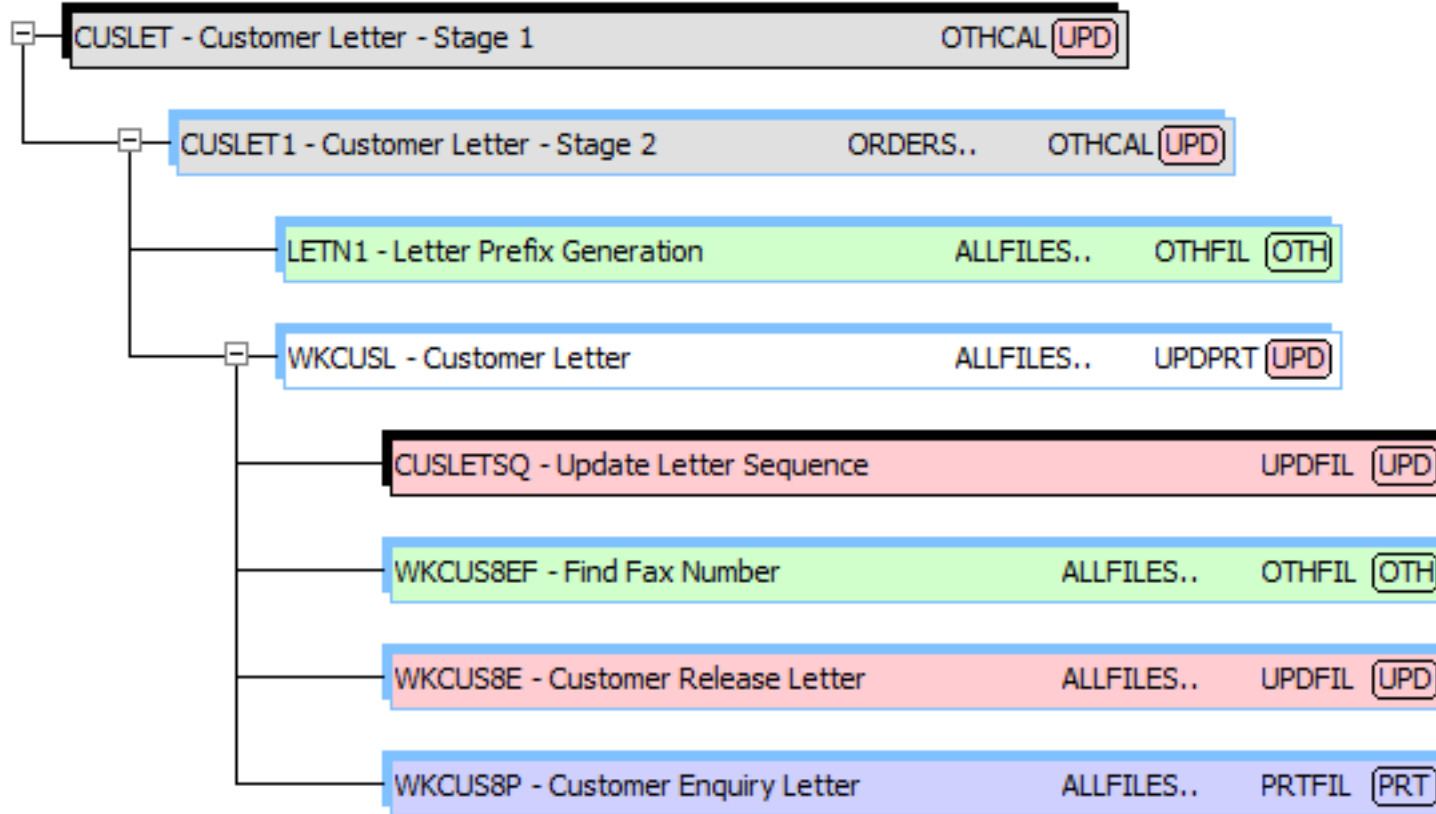 CUSLET - Customer Letter - Stage 1 OTHCAL UPD
CUSLET1 - Customer Letter - Stage 2 ORDERS.. OTHCAL UPD
LETN1 - Letter Prefix Generation ALLFILES.. OTHFIL OTH
WKCUSL - Customer Letter ALLFILES.. UPDPRT UPD
CUSLETSQ - Update Letter Sequence UPDFIL UPD
WKCUS8EF - Find Fax Number ALLFILES.. OTHFIL OTH
WKCUS8E - Customer Release Letter ALLFILES.. UPDFIL UPD
WKCUS8P - Customer Enquiry Letter ALLFILES.. PRTFIL PRT